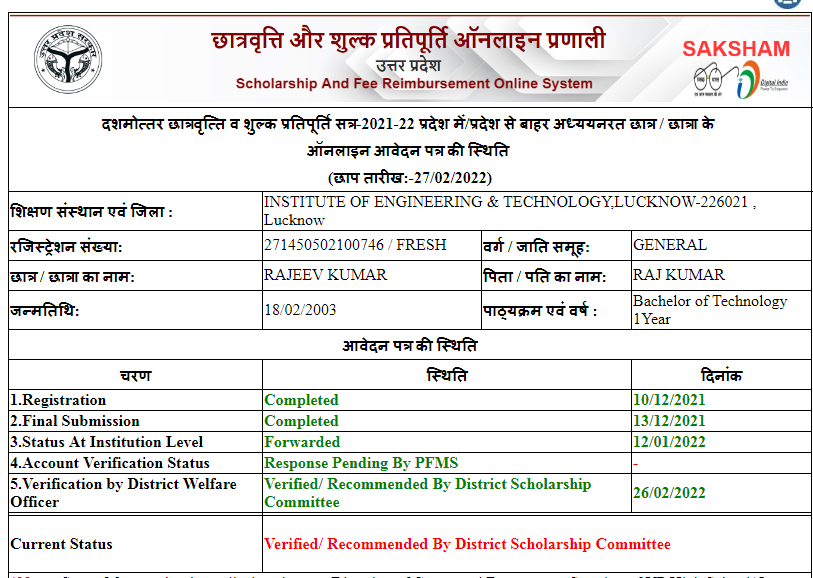 छात्रवृत्ति और शुल्क प्रतिपूर्ति ऑनलाइन प्रणाली
उत्तर प्रदेश
Scholarship And Fee Reimbursement Online System
SAKSHAM
Digital India
Power To Empower
दशमोत्तर छात्रवृत्ति व शुल्क प्रतिपूर्ति सत्र-2021-22 प्रदेश में/प्रदेश से बाहर अध्ययनरत छात्र / छात्रा के
ऑनलाइन आवेदन पत्र की स्थिति
(छाप तारीख:-27/02/2022)
शिक्षण संस्थान एवं जिला : INSTITUTE OF ENGINEERING & TECHNOLOGY,LUCKNOW-226021 ,
Lucknow
रजिस्ट्रेशन संख्या: 271450502100746 / FRESH वर्ग / जाति समूह: GENERAL
छात्र / छात्रा का नाम: RAJEEV KUMAR पिता / पति का नाम: RAJ KUMAR
जन्मतिथि: 18/02/2003 पाठ्यक्रम एवं वर्ष : Bachelor of Technology
1Year
आवेदन पत्र की स्थिति
चरण स्थिति दिनांक
1.Registration Completed 10/12/2021
2.Final Submission Completed 13/12/2021
3.Status At Institution Level Forwarded 12/01/2022
4.Account Verification Status Response Pending By PFMS -
5.Verification by District Welfare Officer Verified/ Recommended By District Scholarship Committee 26/02/2022
Current Status Verified/ Recommended By District Scholarship Committee